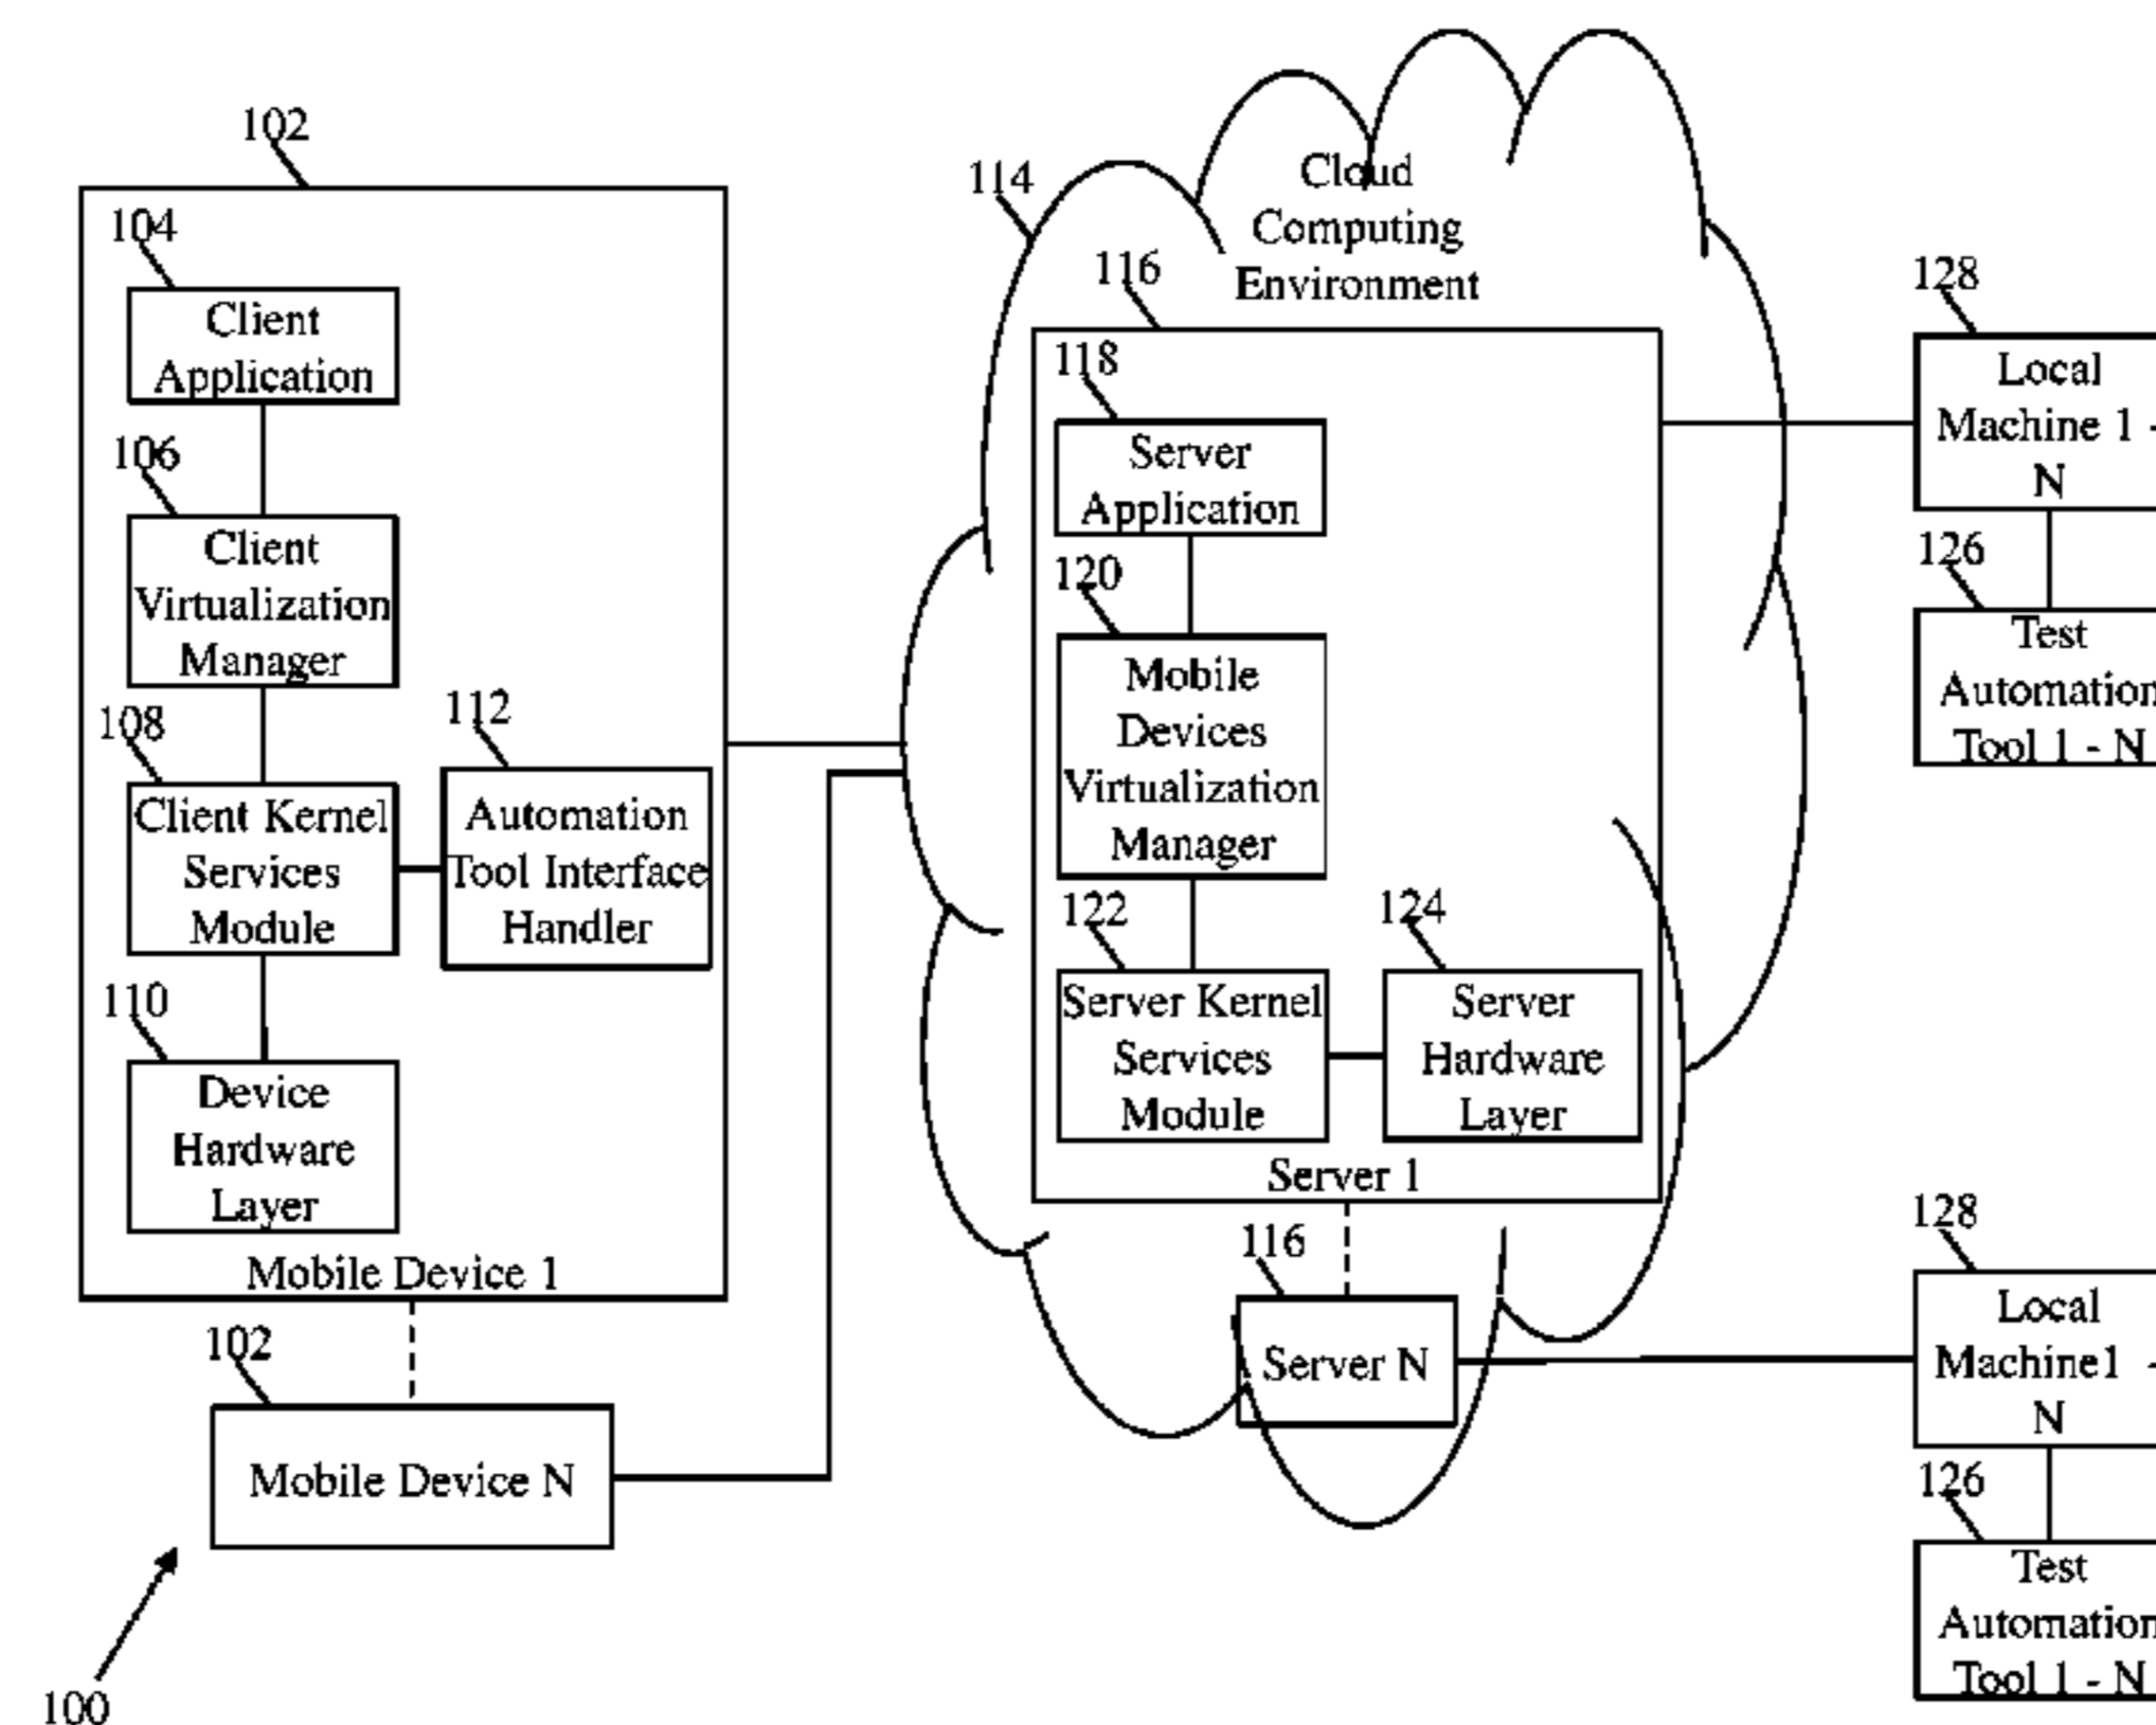 102
104
Client
Application
106
Client
Virtualization
Manager
108
Client Kernel
Services
Module
112
Automation
Tool Interface
Handler
110
Device
Hardware
Layer
Mobile Device 1
102
Mobile Device N
100
114
Cloud
Computing
Environment
116
118
Server
Application
120
Mobile
Devices
Virtualization
Manager
122
Server Kernel
Services
Module
124
Server
Hardware
Layer
Server 1
116
Server N
128
Local
Machine 1 -
N
126
Test
Automation
Tool 1 - N
128
Local
Machine1 -
N
126
Test
Automation
Tool 1 - N